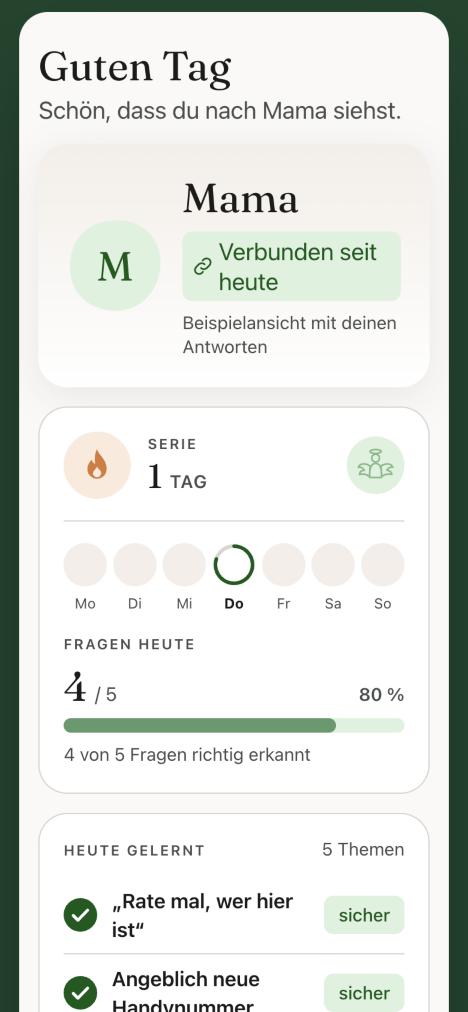 Guten Tag
Schön, dass du nach Mama siehst.
M
Mama
Verbunden seit
heute
Beispielansicht mit deinen
Antworten
SERIE
1 TAG
Mo Di Mi Do Fr Sa So
FRAGEN HEUTE
4 / 5 80 %
4 von 5 Fragen richtig erkannt
HEUTE GELERNT 5 Themen
„Rate mal, wer hier
ist“
sicher
Angeblich neue
Handynummer
sicher